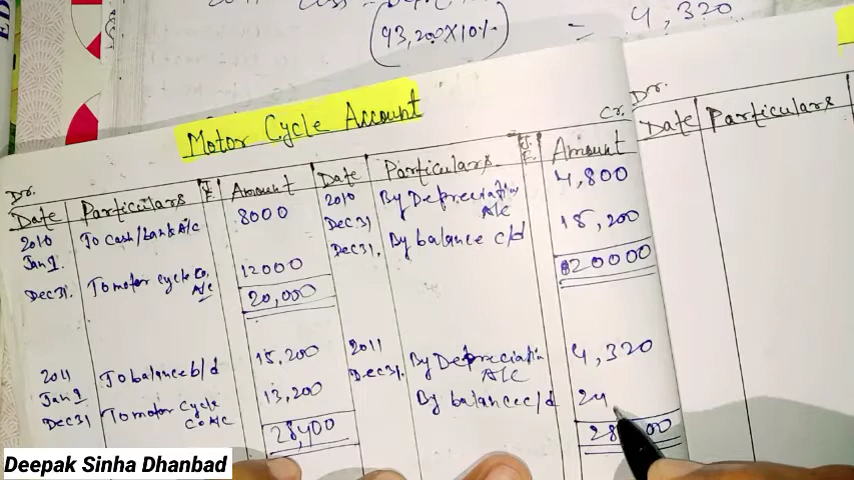 (43,200X10%)
= 4,320
Motor Cycle Account
Dr.
Cr.
Date Particulars J.F. Amount Date Particulars J.F. Amount
2010 Jan 1. To Cash/bank A/c 8000 2010 Dec 31 By Depreciation A/c 4,800
Dec 31. To motor cycle Co. A/c 12000 Dec 31. By balance c/d 15,200
20,000 20000
2011 Jan 1 To balance b/d 15,200 2011 Dec 31. By Depreciation A/c 4,320
Dec 31 To motor Cycle Co A/c 13,200 By balance c/d 24
28,400
Dr.
Date Particulars
Deepak Sinha Dhanbad